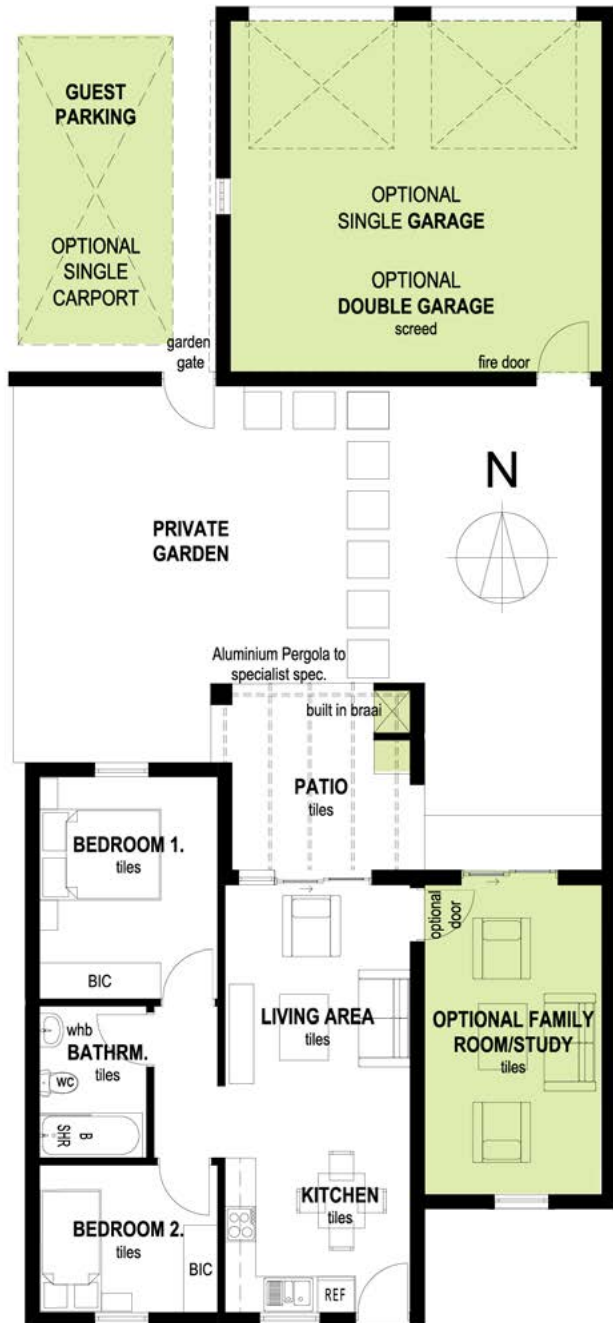 GUEST
PARKING
OPTIONAL
SINGLE
CARPORT
OPTIONAL
SINGLE GARAGE
OPTIONAL
DOUBLE GARAGE
screed
garden
gate
fire door
N
PRIVATE
GARDEN
Aluminium Pergola to
specialist spec.
built in braai
PATIO
tiles
BEDROOM 1.
tiles
BIC
optional
door
LIVING AREA
tiles
OPTIONAL FAMILY
ROOM/STUDY
tiles
whb
BATHRM.
tiles
WC
SHR
B
KITCHEN
tiles
BEDROOM 2.
tiles
BIC
REF